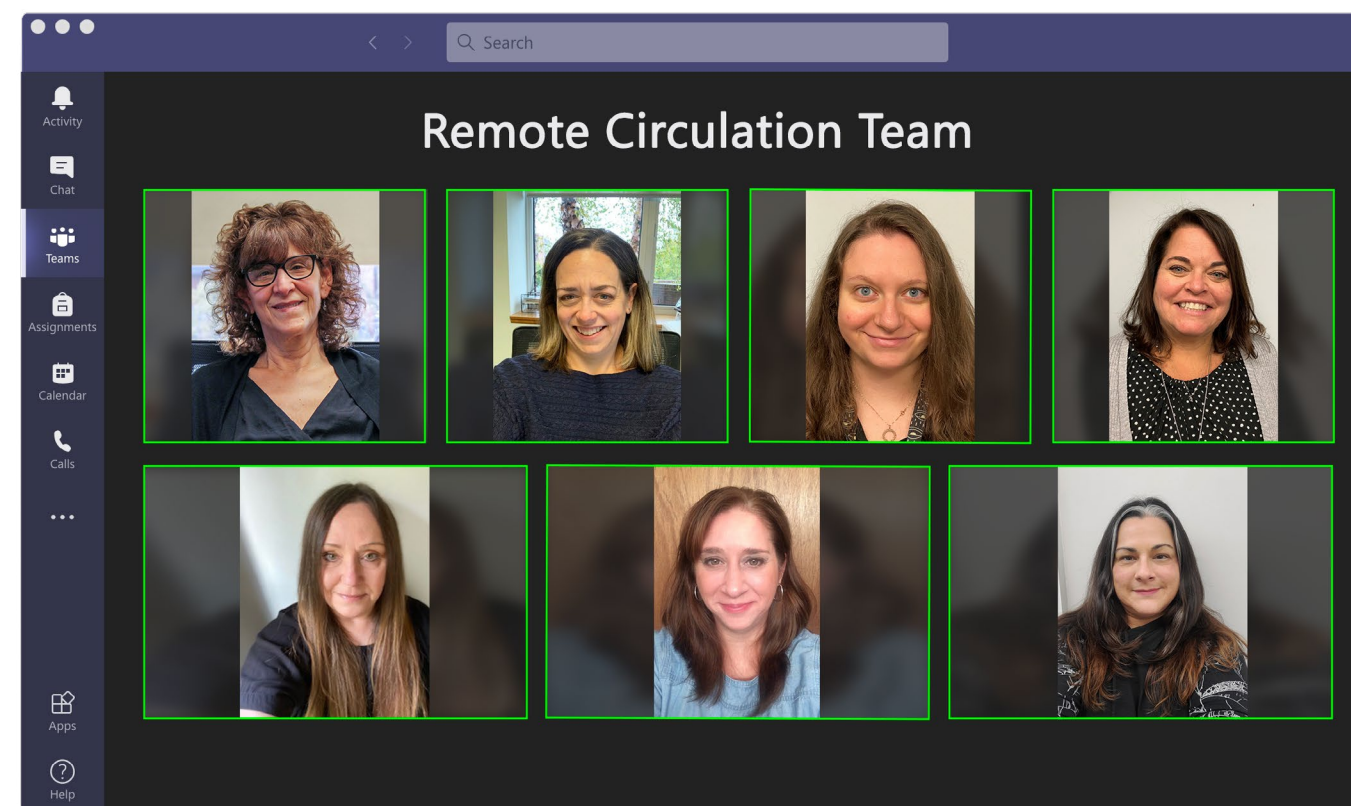 Search
Activity
Chat
Teams
Assignments
Calendar
Calls
Apps
Help
Remote Circulation Team